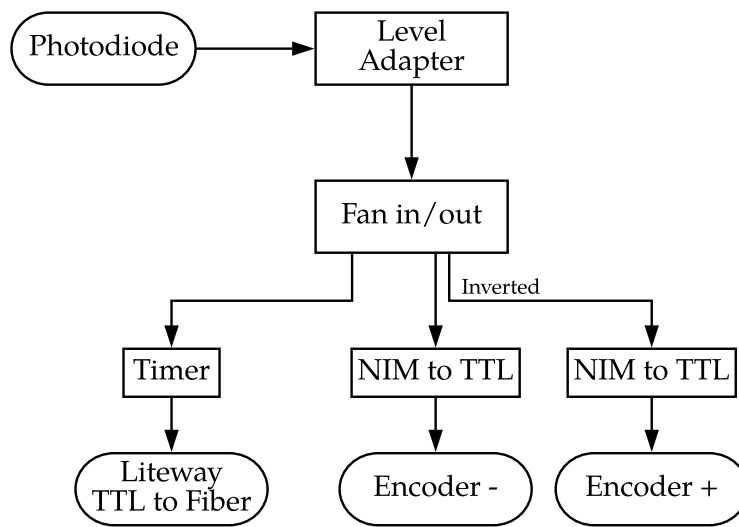 Photodiode
Level
Adapter
Fan in/out
Inverted
Timer
NIM to TTL
NIM to TTL
Liteway
TTL to Fiber
Encoder -
Encoder +